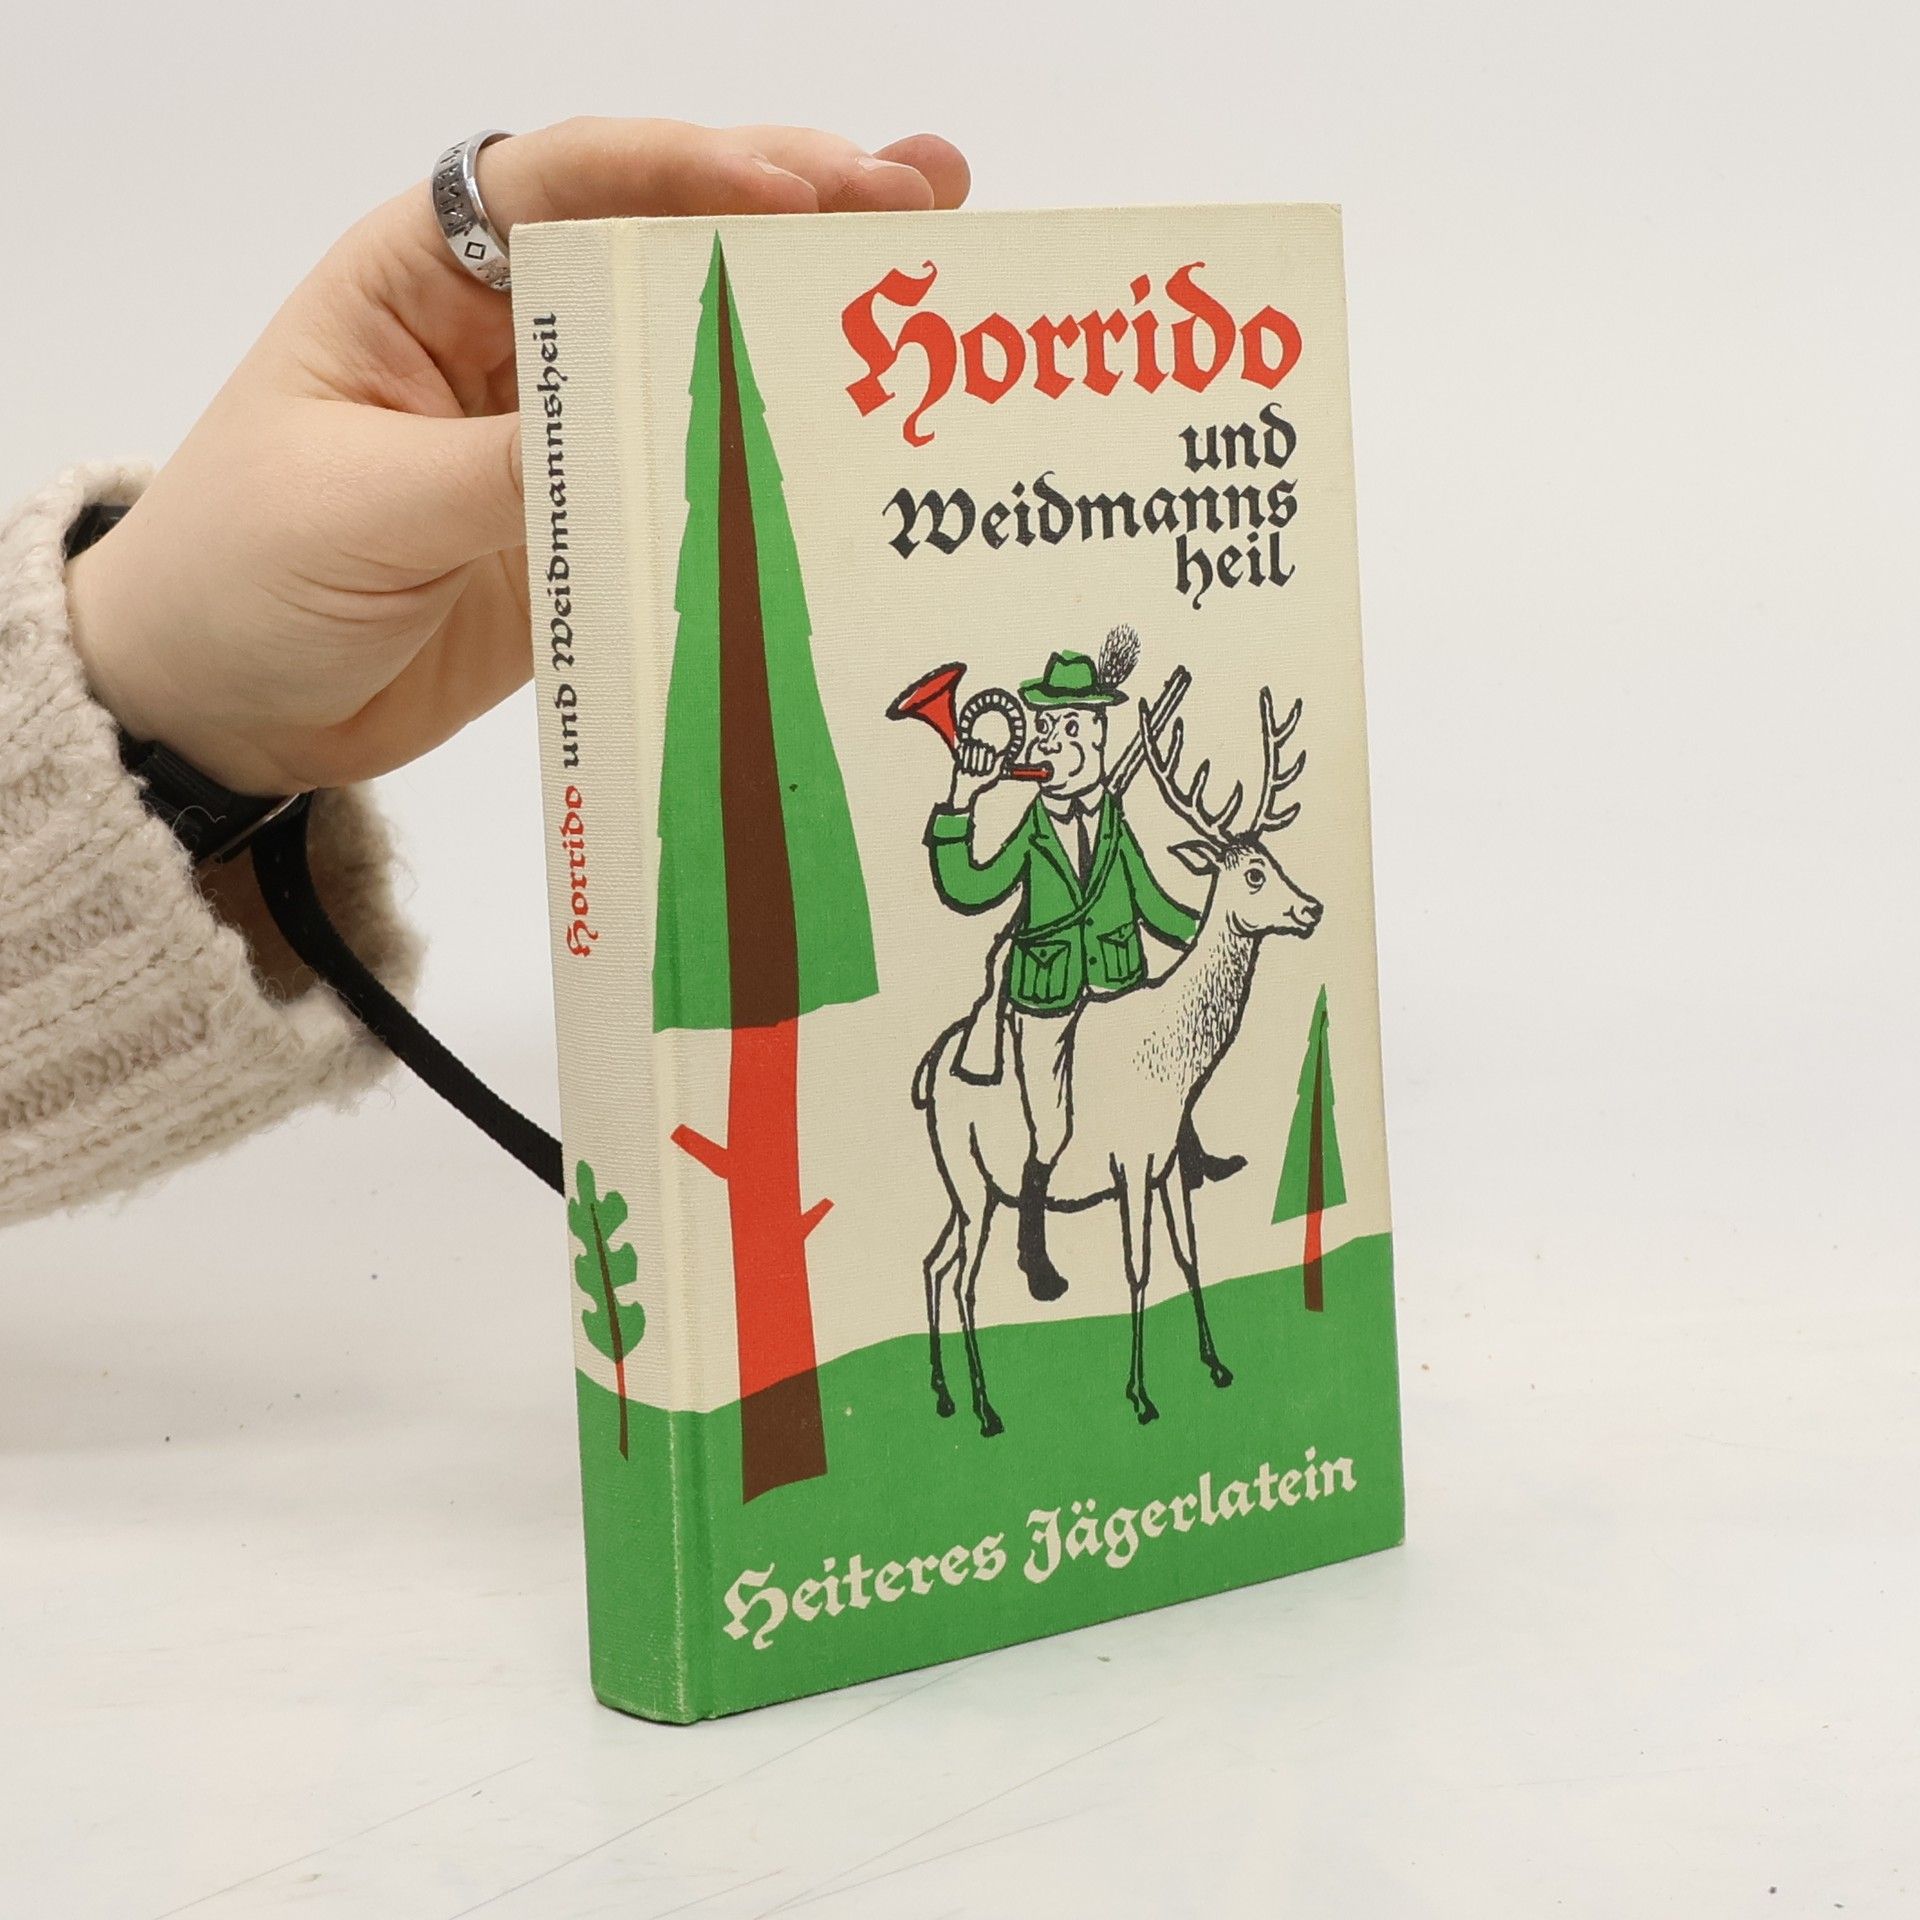 Horrido
und
Weidmanns
heil
Heiteres Jägerlatein
Horrido und Weidmannsheil